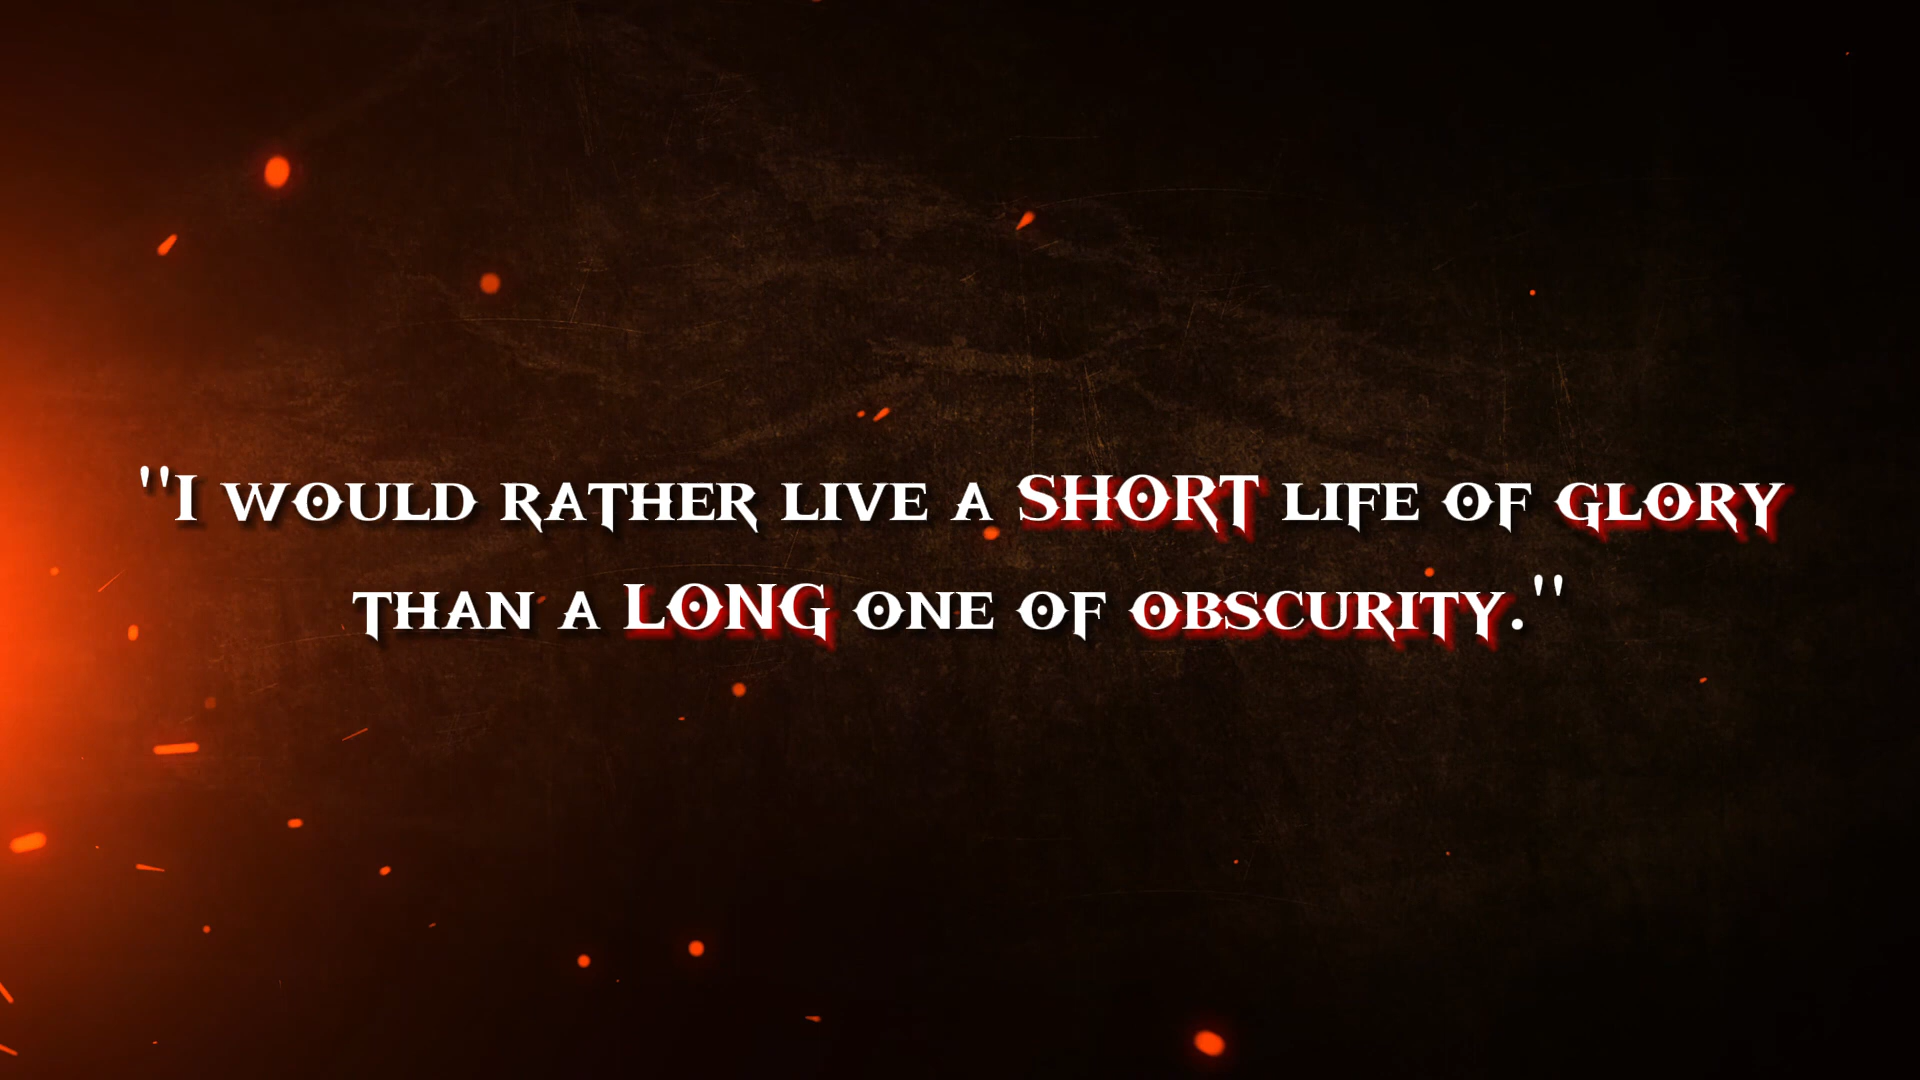 "I WOULD RATHER LIVE A SHORT LIFE OF GLORY
THAN A LONG ONE OF OBSCURITY."